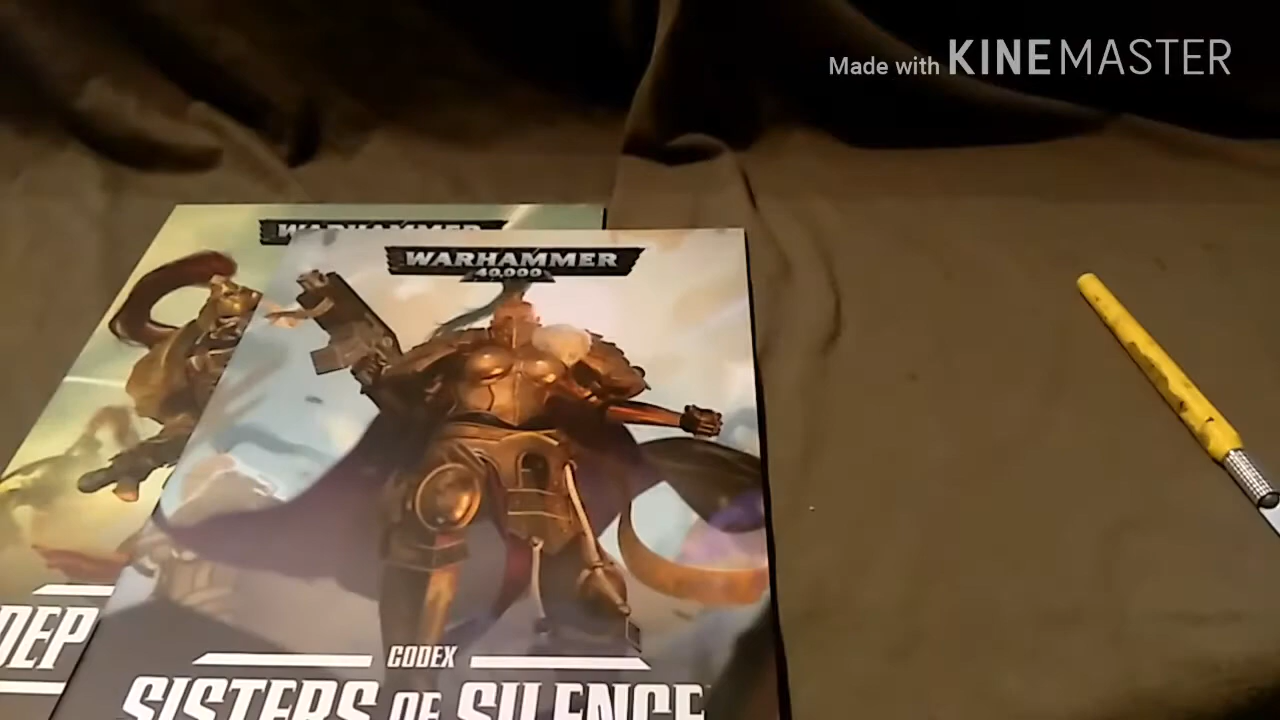 Made with KINEMASTER
WARHAMMER
WARHAMMER
40,000
DEP
CODEX
SISTERS OF SILENCE